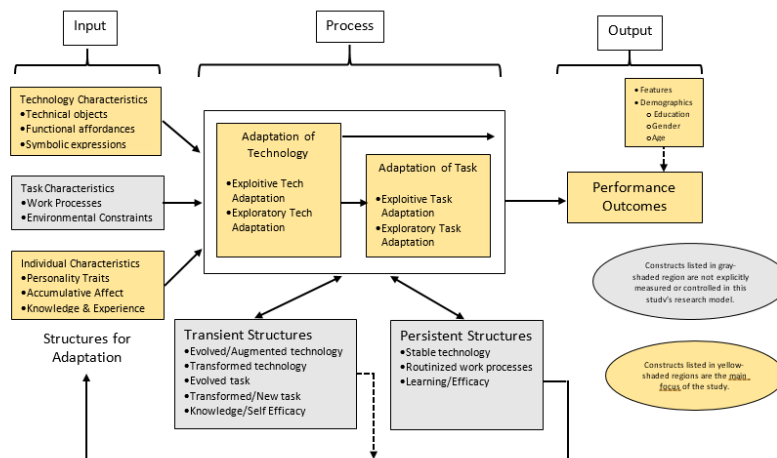 Input
Process
Output
Technology Characteristics
•Technical objects
•Functional affordances
•Symbolic expressions
Task Characteristics
•Work Processes
•Environmental Constraints
Individual Characteristics
•Personality Traits
•Accumulative Affect
•Knowledge & Experience
Structures for
Adaptation
Adaptation of
Technology
•Exploitive Tech
Adaptation
•Exploratory Tech
Adaptation
Adaptation of Task
•Exploitive Task
Adaptation
•Exploratory Task
Adaptation
Transient Structures
•Evolved/Augmented technology
•Transformed technology
•Evolved task
•Transformed/New task
•Knowledge/Self Efficacy
Persistent Structures
•Stable technology
•Routinized work processes
•Learning/Efficacy
• Features
• Demographics
o Education
o Gender
o Age
Performance
Outcomes
Constructs listed in gray-
shaded region are not explicitly
measured or controlled in this
study's research model.
Constructs listed in yellow-
shaded regions are the main
focus of the study.